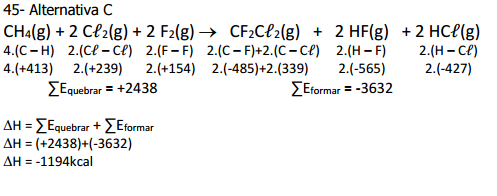 45- Alternativa C
CH₄(g) + 2 Cℓ₂(g) + 2 F₂(g) → CF₂Cℓ₂(g) + 2 HF(g) + 2 HCℓ(g)
4.(C – H) 2.(Cℓ – Cℓ) 2.(F – F) 2.(C – F)+2.(C – Cℓ) 2.(H – F) 2.(H – Cℓ)
4.(+413) 2.(+239) 2.(+154) 2.(-485)+2.(339) 2.(-565) 2.(-427)
∑Equebrar = +2438 ∑Eformar = -3632
ΔH = ∑Equebrar + ∑Eformar
ΔH = (+2438)+(-3632)
ΔH = -1194kcal